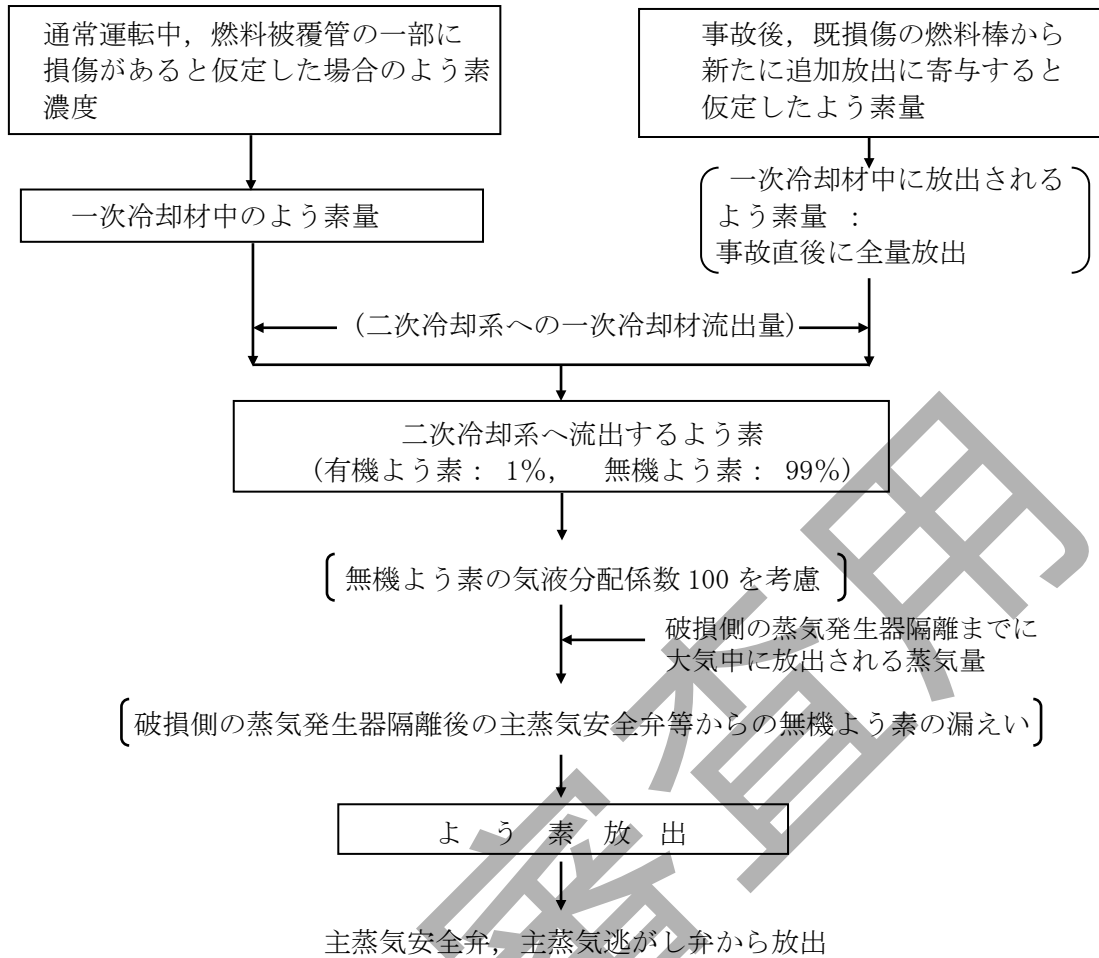 通常運転中,燃料被覆管の一部に
損傷があると仮定した場合のよう素
濃度
事故後,既損傷の燃料棒から
新たに追加放出に寄与すると
仮定したよう素量
一次冷却材中のよう素量
一次冷却材中に放出される
よう素量 :
事故直後に全量放出
(二次冷却系への一次冷却材流出量)
二次冷却系へ流出するよう素
(有機よう素: 1%, 無機よう素: 99%)
無機よう素の気液分配係数 100 を考慮
破損側の蒸気発生器隔離までに
大気中に放出される蒸気量
破損側の蒸気発生器隔離後の主蒸気安全弁等からの無機よう素の漏えい
よ う 素 放 出
主蒸気安全弁,主蒸気逃がし弁から放出
審査用